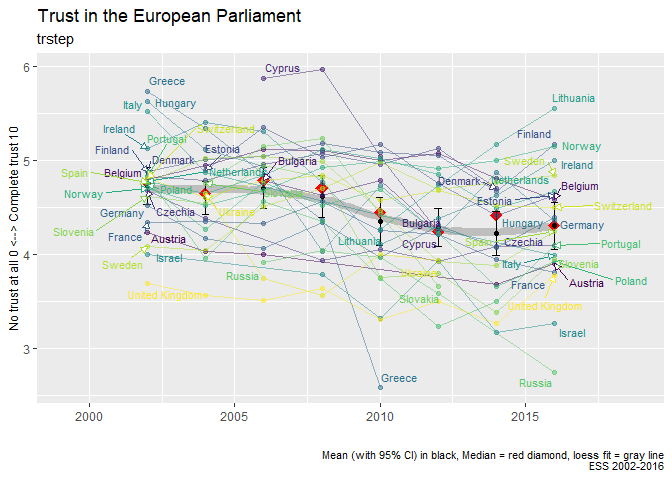 Trust in the European Parliament
trstep
No trust at all 0 <--> Complete trust 10
6
5
4
3
Cyprus
Greece
Italy
Hungary
Lithuania
Ireland
Switzerland
Portugal
Finland
Finland
Norway
Estonia
Denmark
Bulgaria
Sweden
Ireland
Spain
Belgium
Netherlands
Denmark
Netherlands
Belgium
Norway
Poland
Slovenia
Estonia
Switzerland
Germany
Czechia
Ukraine
Bulgaria
Hungary
Germany
Slovenia
France
Austria
Lithuania
Cyprus
Spain
Czechia
Portugal
Sweden
Israel
Italy
Slovenia
Russia
France
Austria
Poland
United Kingdom
Slovakia
United Kingdom
Israel
Greece
Russia
2000
2005
2010
2015
Mean (with 95% CI) in black, Median = red diamond, loess fit = gray line
ESS 2002-2016